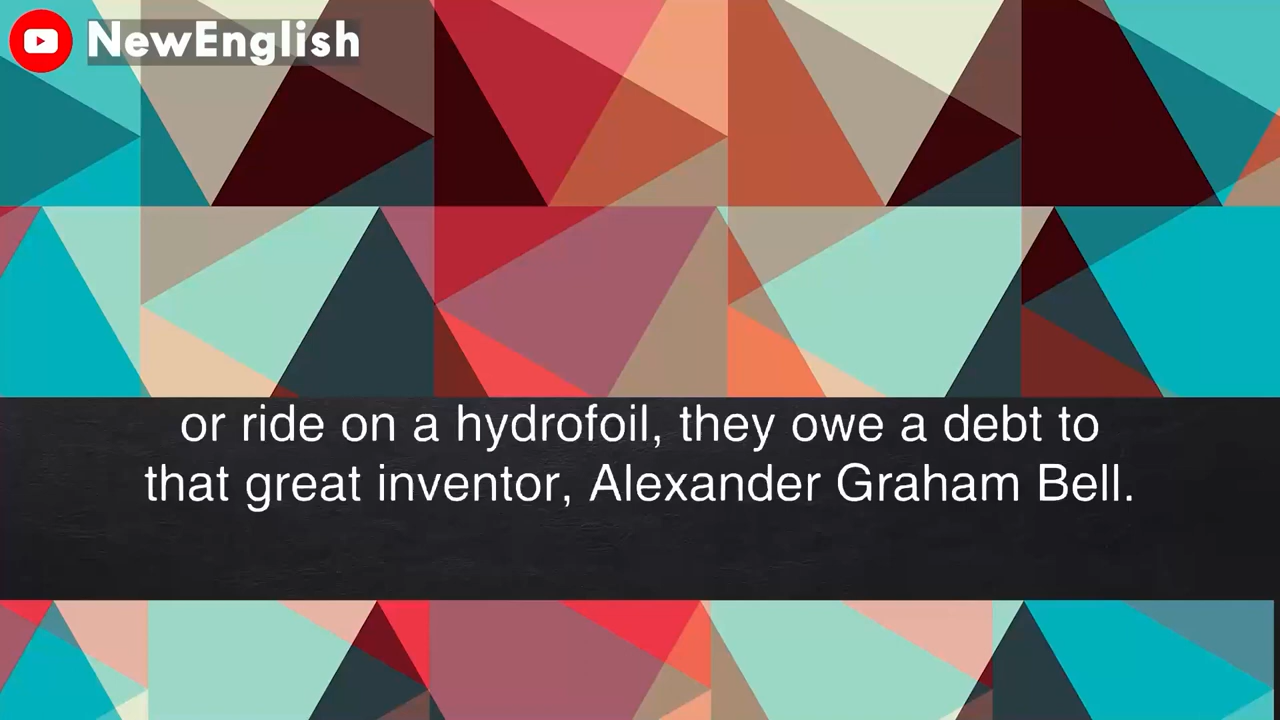 NewEnglish
or ride on a hydrofoil, they owe a debt to
that great inventor, Alexander Graham Bell.